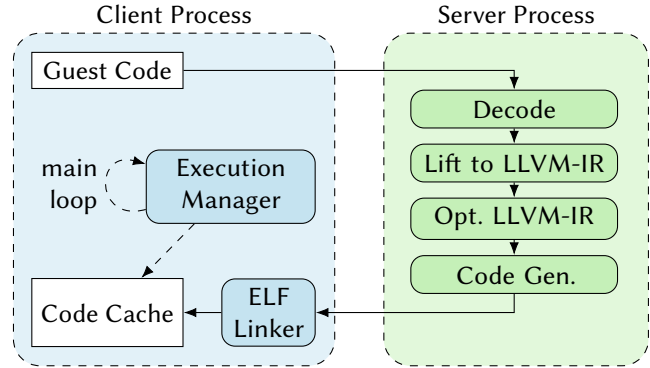 Client Process
Server Process
Guest Code
Decode
Lift to LLVM-IR
Opt. LLVM-IR
Code Gen.
main
loop
Execution
Manager
Code Cache
ELF
Linker